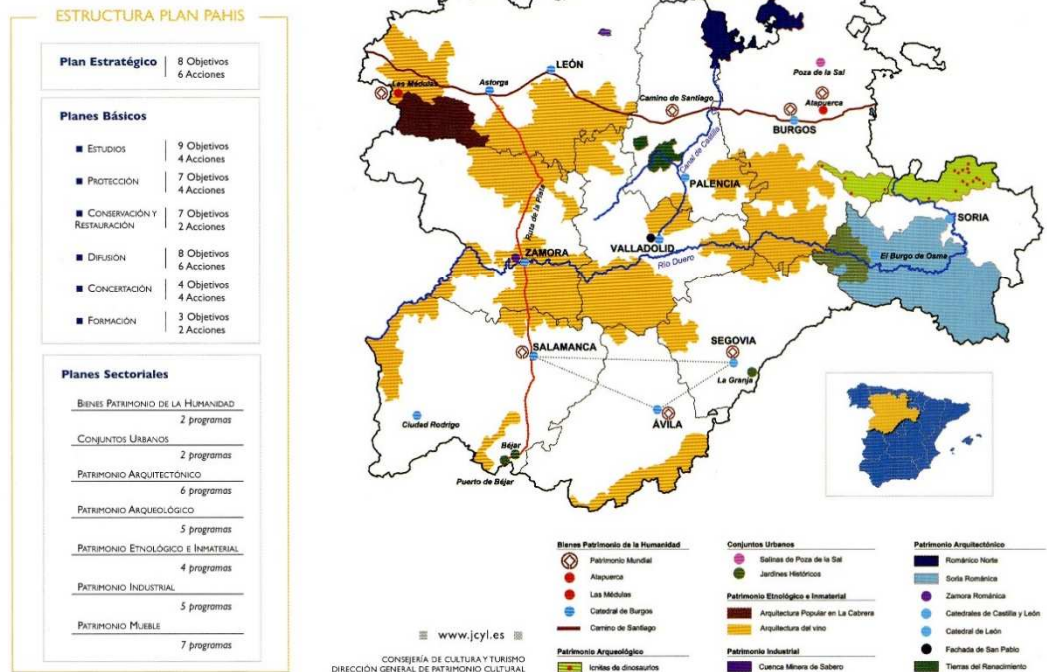 ESTRUCTURA PLAN PAHIS
Plan Estratégico
8 Objetivos
6 Acciones
Planes Básicos
ESTUDIOS
9 Objetivos
4 Acciones
PROTECCIÓN
7 Objetivos
4 Acciones
CONSERVACIÓN Y
RESTAURACIÓN
7 Objetivos
2 Acciones
DIFUSIÓN
8 Objetivos
6 Acciones
CONCERTACIÓN
4 Objetivos
4 Acciones
FORMACIÓN
3 Objetivos
2 Acciones
Planes Sectoriales
BIENES PATRIMONIO DE LA HUMANIDAD
2 programas
CONJUNTOS URBANOS
2 programas
PATRIMONIO ARQUITECTÓNICO
6 programas
PATRIMONIO ARQUEOLÓGICO
5 programas
PATRIMONIO ETNOLÓGICO E INMATERIAL
4 programas
PATRIMONIO INDUSTRIAL
5 programas
PATRIMONIO MUEBLE
7 programas
LEÓN
Astorga
Las Médulas
Poza de la Sal
Camino de Santiago
Atapuerca
BURGOS
Canal de Castilla
PALENCIA
Ruta de la Plata
SORIA
VALLADOLID
ZAMORA
Río Duero
El Burgo de Osma
SALAMANCA
SEGOVIA
La Granja
ÁVILA
Ciudad Rodrigo
Béjar
Puerto de Béjar
Bienes Patrimonio de la Humanidad
Patrimonio Mundial
Atapuerca
Las Médulas
Catedral de Burgos
Camino de Santiago
Patrimonio Arqueológico
Icnitas de dinosaurios
Conjuntos Urbanos
Salinas de Poza de la Sal
Jardines Históricos
Patrimonio Etnológico e Inmaterial
Arquitectura Popular en La Cabrera
Arquitectura del vino
Patrimonio Industrial
Cuenca Minera de Sabero
Patrimonio Arquitectónico
Románico Norte
Soria Románica
Zamora Románica
Catedrales de Castilla y León
Catedral de León
Fachada de San Pablo
Tierras del Renacimiento
www.jcyl.es
CONSEJERÍA DE CULTURA Y TURISMO
DIRECCIÓN GENERAL DE PATRIMONIO CULTURAL